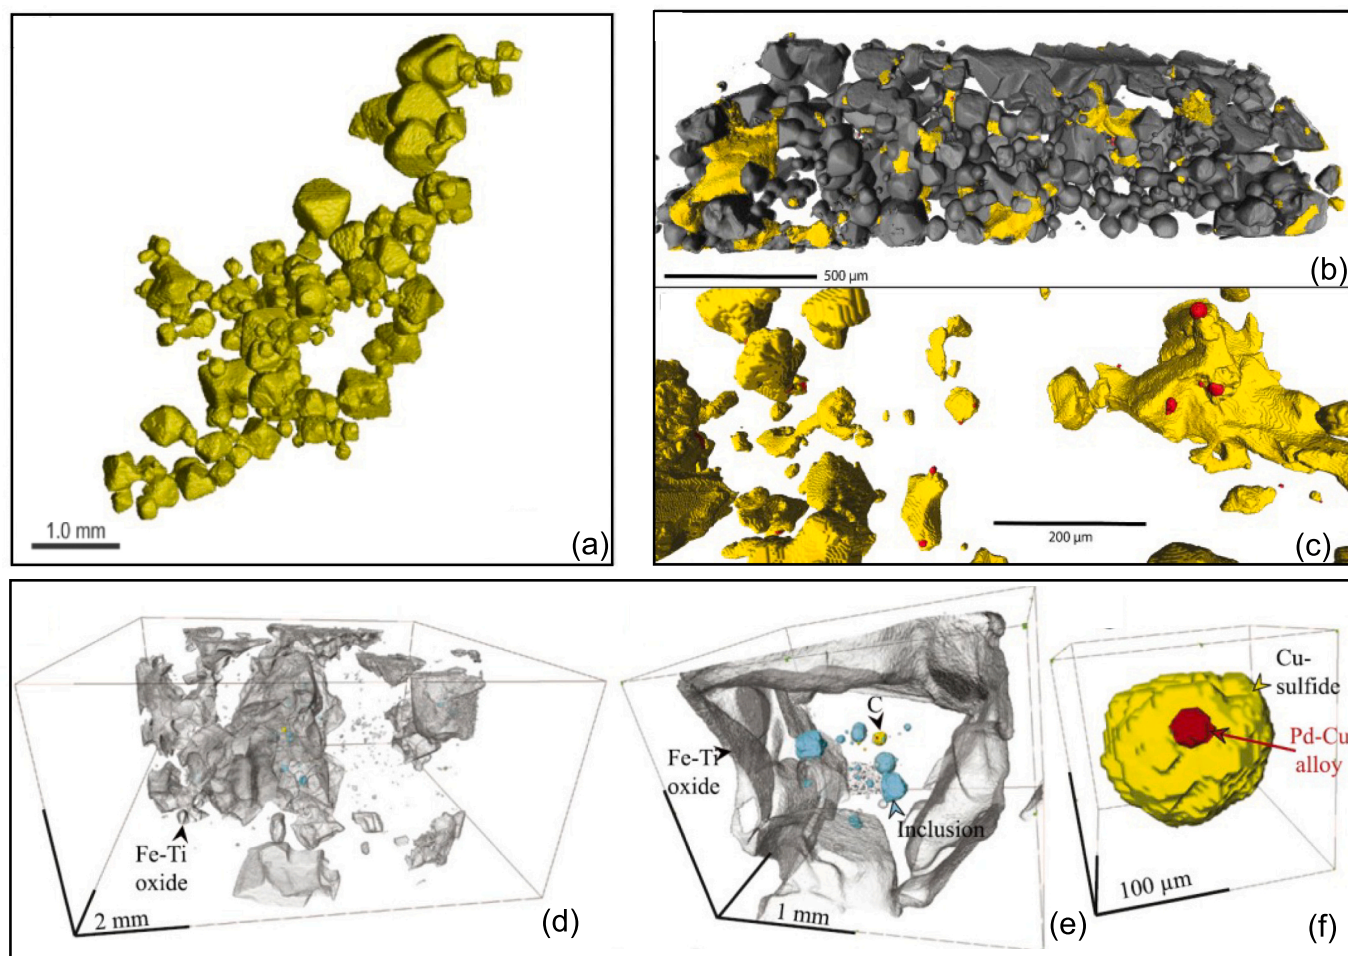 1.0 mm
(a)
500 µm
(b)
200 µm
(c)
Fe-Ti
oxide
2 mm
(d)
C
Fe-Ti
oxide
Inclusion
1 mm
(e)
Cu-
sulfide
Pd-Cu
alloy
100 µm
(f)